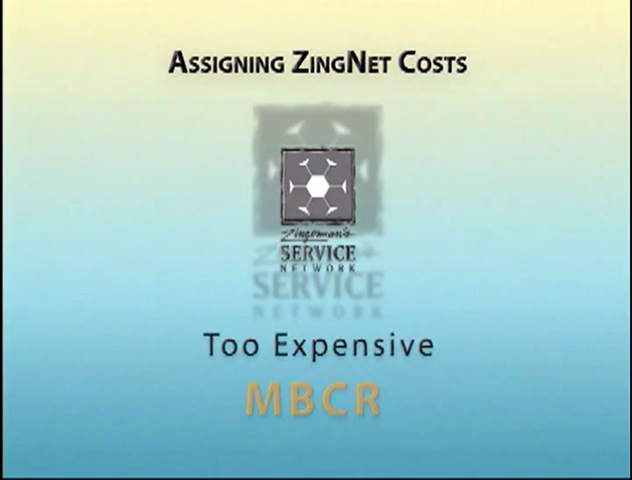 Assigning ZingNet Costs
Zingerman's
SERVICE
NETWORK
SERVICE
NETWORK
Too Expensive
MBCR